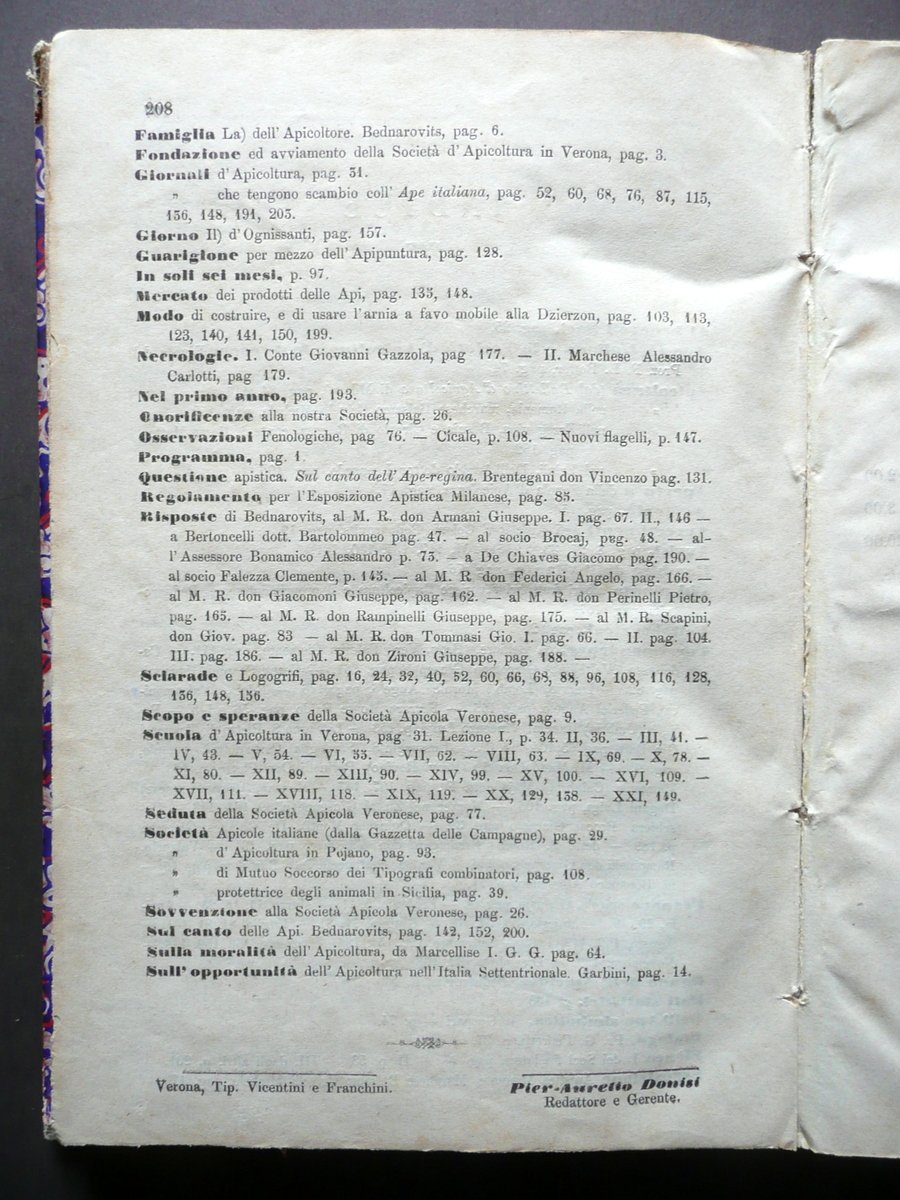 208
Famiglia La) dell'Apicoltore. Bednarovits, pag. 6.
Fondazione ed avviamento della Società d'Apicoltura in Verona, pag. 3.
Giornali d'Apicoltura, pag. 31.
„ che tengono scambio coll'Ape italiana, pag. 52, 60, 68, 76, 87, 115,
136, 148, 191, 203.
Giorno Il) d'Ognissanti, pag. 157.
Guarigione per mezzo dell'Apipuntura, pag. 128.
In soli sei mesi, p. 97.
Mercato dei prodotti delle Api, pag. 135, 148.
Modo di costruire, e di usare l'arnia a favo mobile alla Dzierzon, pag. 103, 113,
123, 140, 141, 150, 199.
Necrologie. I. Conte Giovanni Gazzola, pag 177. — II. Marchese Alessandro
Carlotti, pag 179.
Nel primo anno, pag. 193.
Onorificenze alla nostra Società, pag. 26.
Osservazioni Fenologiche, pag 76. — Cicale, p. 108. — Nuovi flagelli, p. 147.
Programma, pag. 1.
Questione apistica. Sul canto dell'Ape-regina. Brentegani don Vincenzo pag. 131.
Regolamento per l'Esposizione Apistica Milanese, pag. 85.
Risposte di Bednarovits, al M. R. don Armani Giuseppe. I. pag. 67. II., 146 —
a Bertoncelli dott. Bartolommeo pag. 47. — al socio Brocaj, pag. 48. — al-
l'Assessore Bonamico Alessandro p. 73. — a De Chiaves Giacomo pag. 190. —
al socio Falezza Clemente, p. 145. — al M. R don Federici Angelo, pag. 166. —
al M. R. don Giacomoni Giuseppe, pag. 162. — al M. R. don Perinelli Pietro,
pag. 165. — al M. R. don Rampinelli Giuseppe, pag. 175. — al M. R. Scapini,
don Giov. pag. 83 — al M. R. don Tommasi Gio. I. pag. 66. — II. pag. 104.
III. pag. 186. — al M. R. don Zironi Giuseppe, pag. 188. —
Sciarade e Logogrifi, pag. 16, 24, 32, 40, 52, 60, 66, 68, 88, 96, 108, 116, 128,
136, 148, 156.
Scopo e speranze della Società Apicola Veronese, pag. 9.
Scuola d'Apicoltura in Verona, pag 31. Lezione I., p. 34. II, 36. — III, 41. —
IV, 43. — V, 54. — VI, 55. — VII, 62. — VIII, 63. — IX, 69. — X, 78. —
XI, 80. — XII, 89. — XIII, 90. — XIV, 99. — XV, 100. — XVI, 109. —
XVII, 111. — XVIII, 118. — XIX, 119. — XX, 129, 138. — XXI, 149.
Seduta della Società Apicola Veronese, pag. 77.
Società Apicole italiane (dalla Gazzetta delle Campagne), pag. 29.
„ d'Apicoltura in Pojano, pag. 93.
„ di Mutuo Soccorso dei Tipografi combinatori, pag. 108.
„ protettrice degli animali in Sicilia, pag. 39.
Sovvenzione alla Società Apicola Veronese, pag. 26.
Sul canto delle Api. Bednarovits, pag. 142, 152, 200.
Sulla moralità dell'Apicoltura, da Marcellise I. G. G. pag. 64.
Sull'opportunità dell'Apicoltura nell'Italia Settentrionale. Garbini, pag. 14.
Verona, Tip. Vicentini e Franchini.
Pier-Aurelio Donisi
Redattore e Gerente.